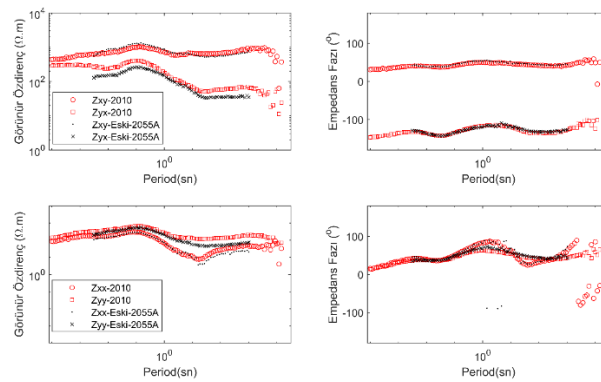 Görünür Özdirenç (Ω.m)
10⁴
10²
10⁰
Zxy-2010
Zyx-2010
Zxy-Eski-2055A
Zyx-Eski-2055A
10⁰
Period(sn)
Empedans Fazı (⁰)
100
0
-100
10⁰
Period(sn)
Görünür Özdirenç (Ω.m)
10⁰
Zxx-2010
Zyy-2010
Zxx-Eski-2055A
Zyy-Eski-2055A
10⁰
Period(sn)
Empedans Fazı (⁰)
100
0
-100
10⁰
Period(sn)